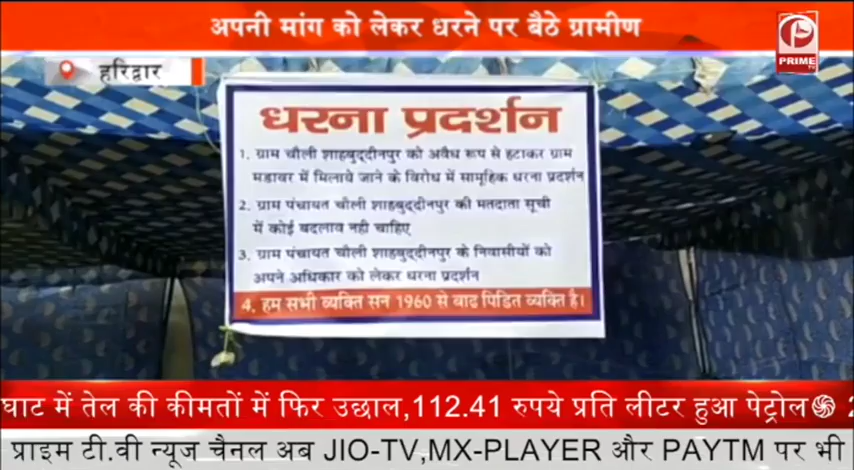 अपनी मांग को लेकर धरने पर बैठे ग्रामीण
PRIME
हरिद्वार
धरना प्रदर्शन
1. ग्राम चौली शाहबुद्दीनपुर को अवैध रूप से हटाकर ग्राम
मडावर में मिलावे जाने के विरोध में सामूहिक धरना प्रदर्शन
2. ग्राम पंचायत चौली शाहबुद्दीनपुर की मतदाता सूची
में कोई बदलाव नही चाहिए
3. ग्राम पंचायत चौली शाहबुद्दीनपुर के निवासीयों को
अपने अधिकार को लेकर धरना प्रदर्शन
4. हम सभी व्यक्ति सन 1960 से बाढ पिडित व्यक्ति है।
घाट में तेल की कीमतों में फिर उछाल,112.41 रुपये प्रति लीटर हुआ पेट्रोल
प्राइम टी.वी न्यूज चैनल अब JIO-TV,MX-PLAYER और PAYTM पर भी